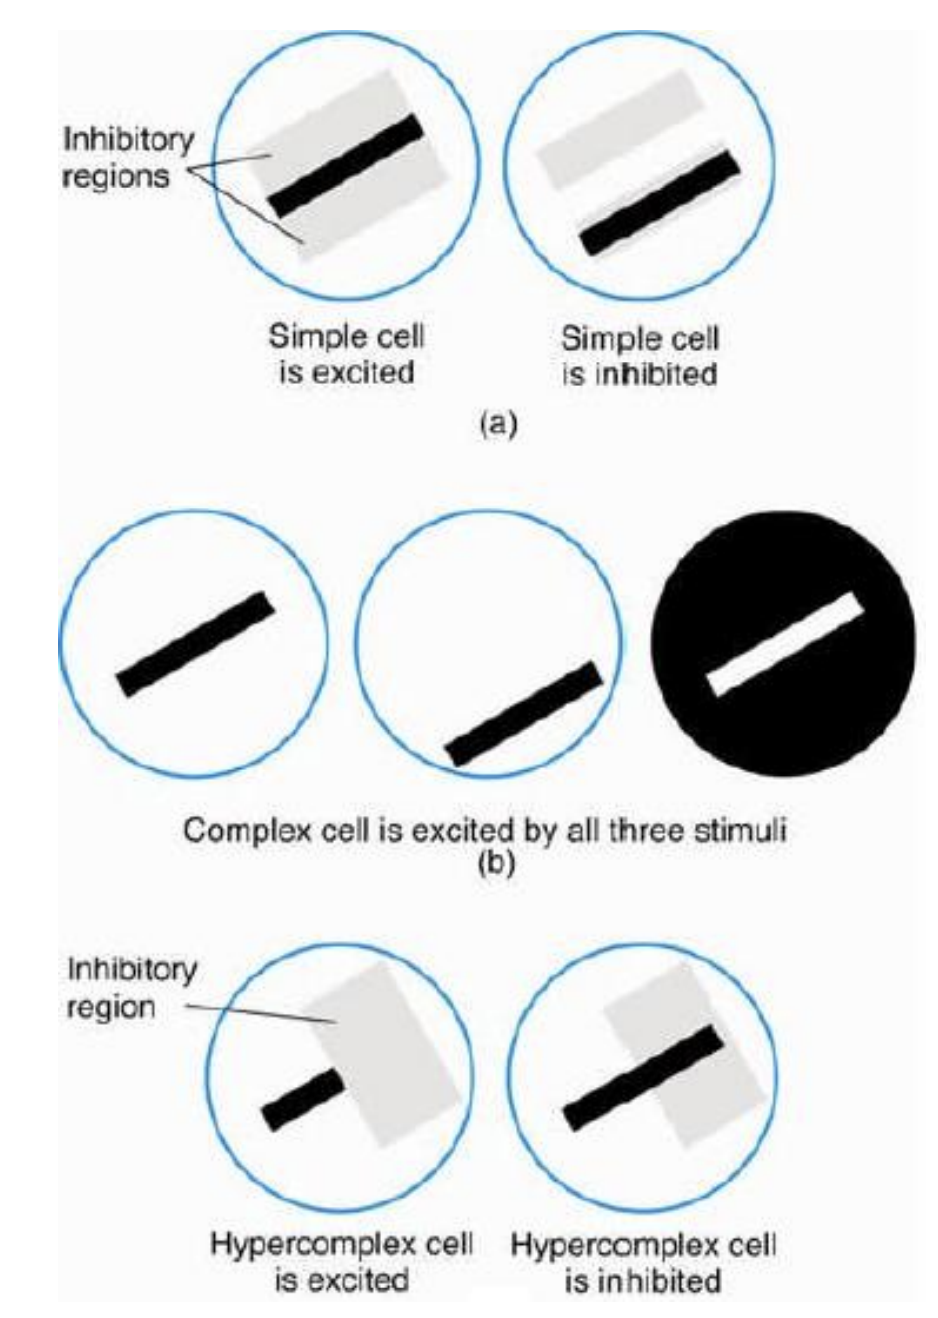 Inhibitory
regions
Simple cell
is excited
Simple cell
is inhibited
(a)
Complex cell is excited by all three stimuli
(b)
Inhibitory
region
Hypercomplex cell
is excited
Hypercomplex cell
is inhibited